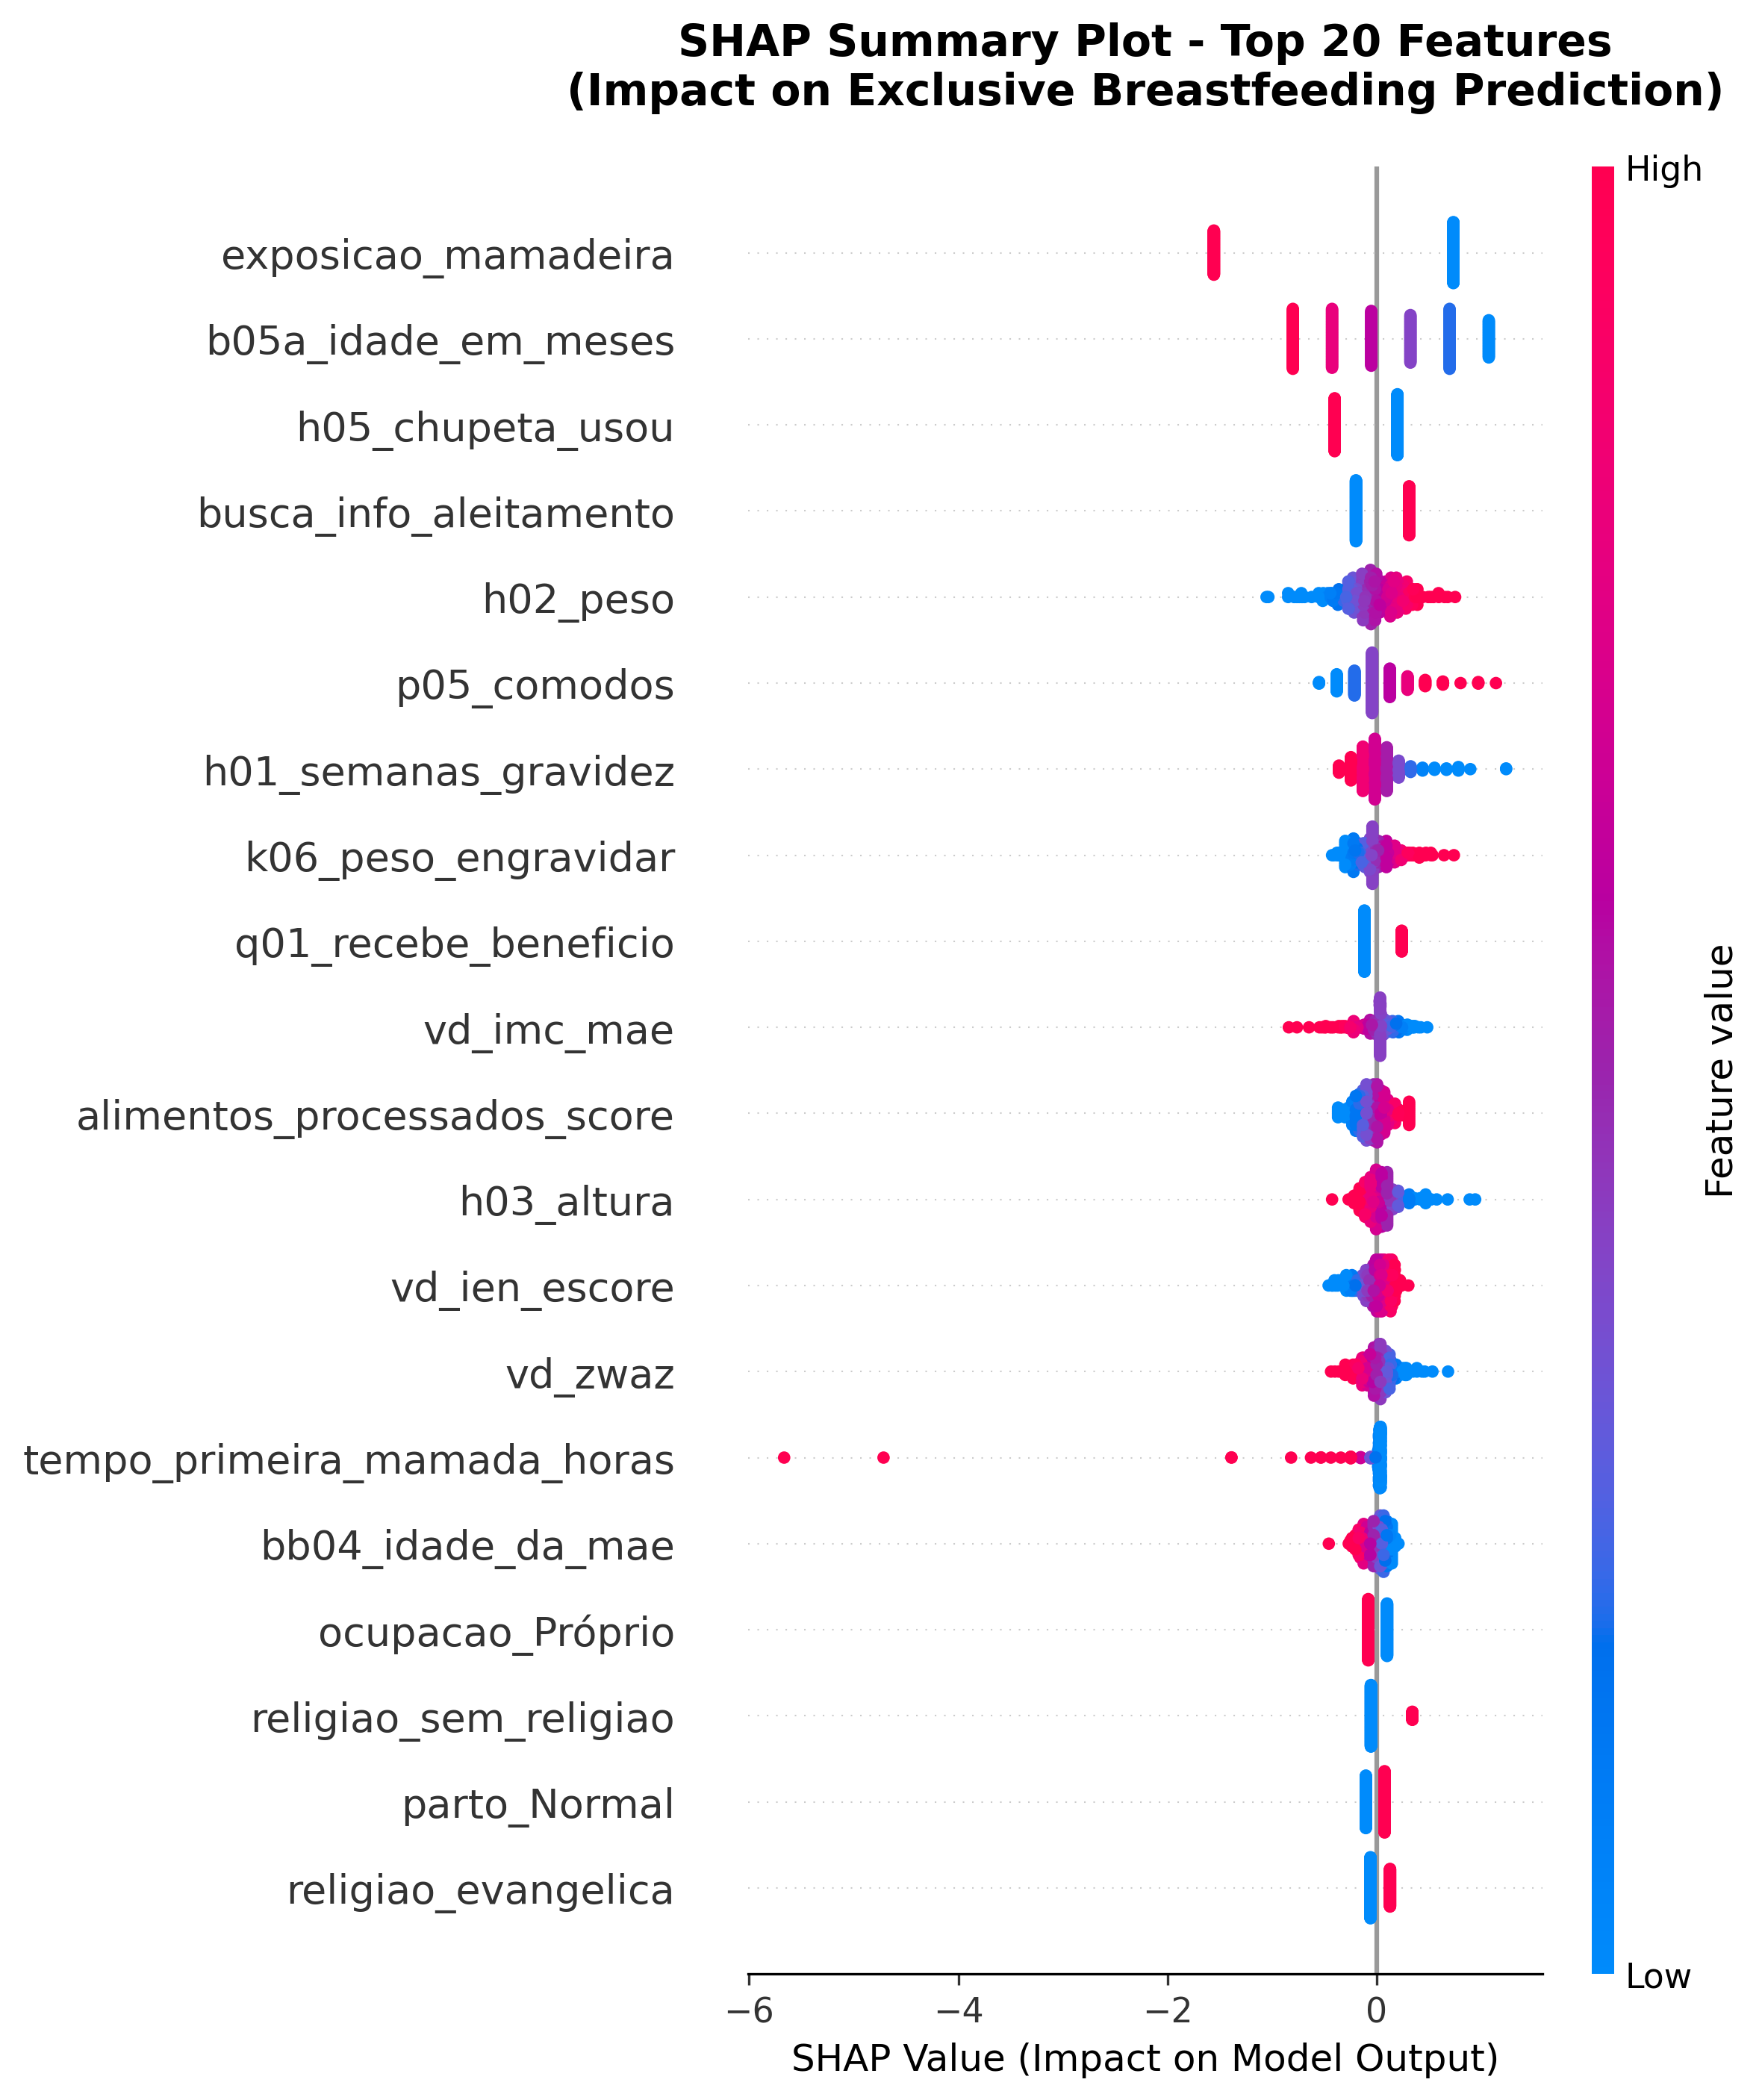 SHAP Summary Plot - Top 20 Features
(Impact on Exclusive Breastfeeding Prediction)
High
exposicao_mamadeira
b05a_idade_em_meses
h05_chupeta_usou
busca_info_aleitamento
h02_peso
p05_comodos
h01_semanas_gravidez
k06_peso_engravidar
q01_recebe_beneficio
vd_imc_mae
alimentos_processados_score
h03_altura
vd_ien_escore
vd_zwaz
tempo_primeira_mamada_horas
bb04_idade_da_mae
ocupacao_Próprio
religiao_sem_religiao
parto_Normal
religiao_evangelica
Feature value
Low
−6 −4 −2 0
SHAP Value (Impact on Model Output)